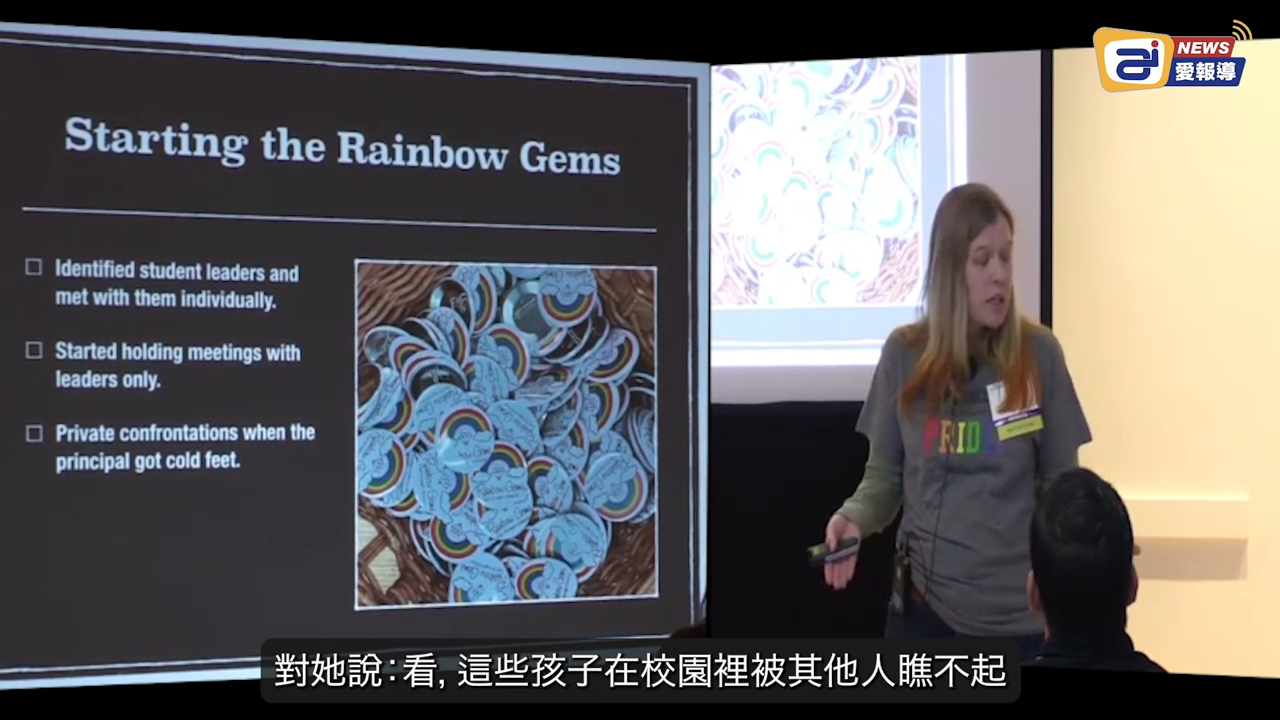 NEWS
愛報導
Starting the Rainbow Gems
Identified student leaders and
met with them individually.
Started holding meetings with
leaders only.
Private confrontations when the
principal got cold feet.
PRIDE
對她說：看, 這些孩子在校園裡被其他人瞧不起